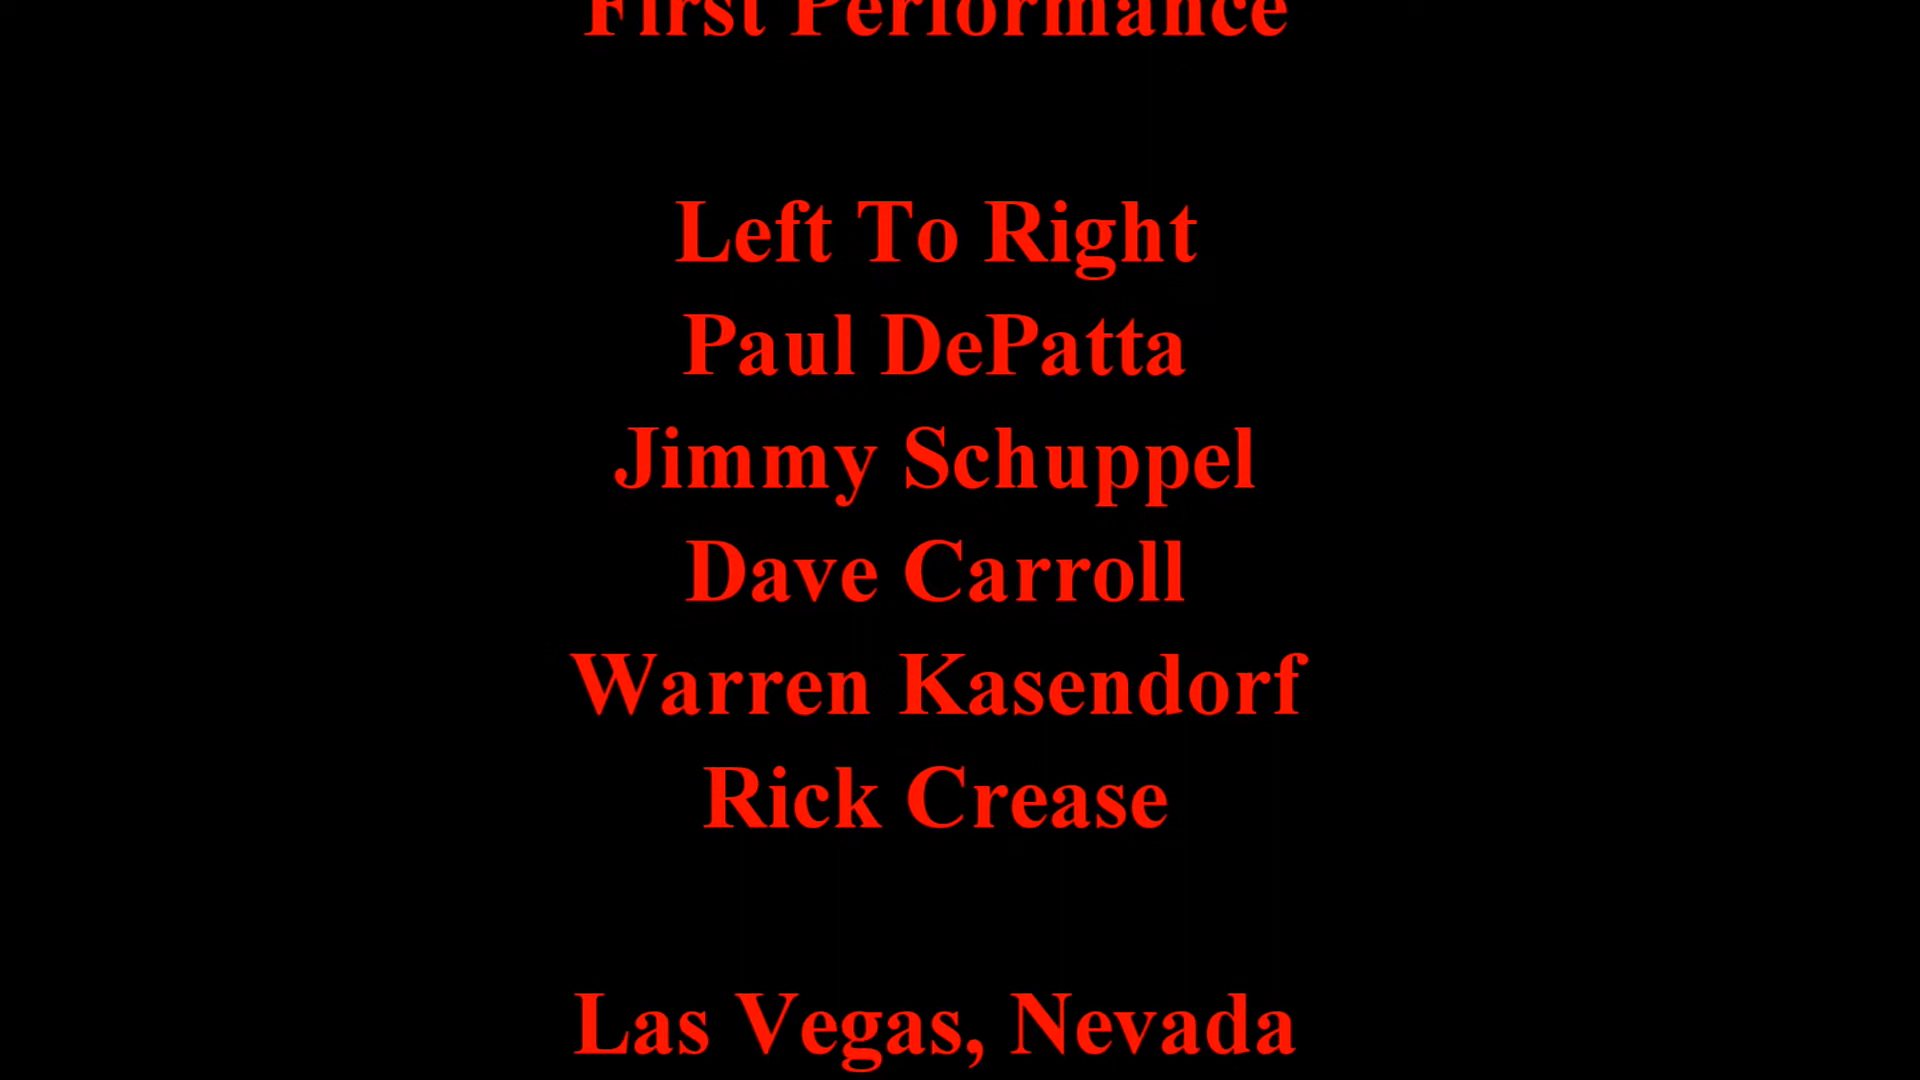 First Performance
Left To Right
Paul DePatta
Jimmy Schuppel
Dave Carroll
Warren Kasendorf
Rick Crease
Las Vegas, Nevada